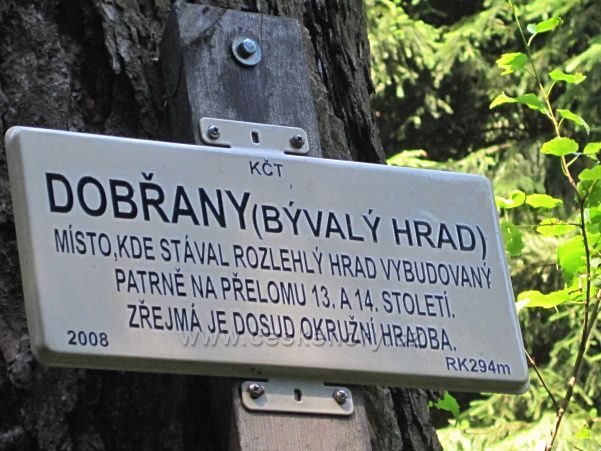 KČT
DOBŘANY (BÝVALÝ HRAD)
MÍSTO,KDE STÁVAL ROZLEHLÝ HRAD VYBUDOVANÝ
PATRNĚ NA PŘELOMU 13. A 14. STOLETÍ.
ZŘEJMÁ JE DOSUD OKRUŽNÍ HRADBA.
2008
RK294m